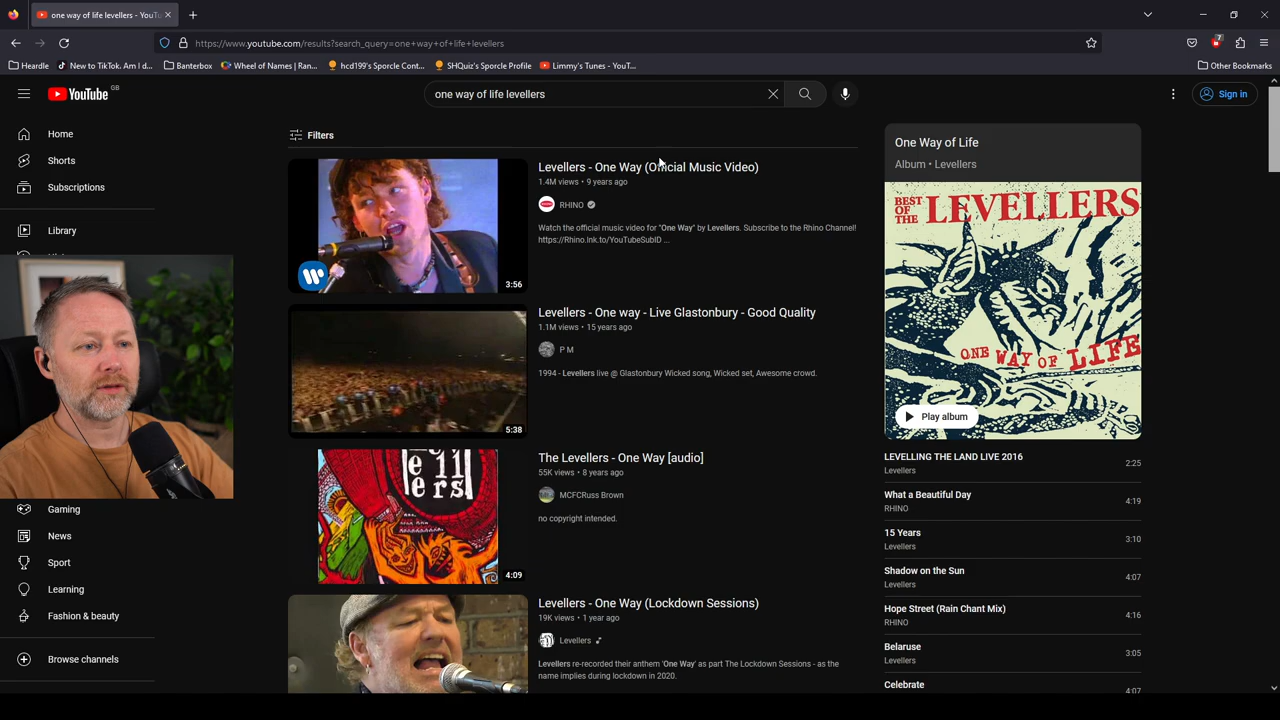 one way of life levellers - YouTu
https://www.youtube.com/results?search_query=one+way+of+life+levellers
7
Heardle
New to TikTok. Am I d...
Banterbox
Wheel of Names | Ran...
hcd199's Sporcle Cont...
SHQuiz's Sporcle Profile
Limmy's Tunes - YouT...
Other Bookmarks
YouTube GB
one way of life levellers
Sign in
Home
Shorts
Subscriptions
Library
Gaming
News
Sport
Learning
Fashion & beauty
Browse channels
Filters
3:56
Levellers - One Way (Official Music Video)
1.4M views • 9 years ago
RHINO
Watch the official music video for "One Way" by Levellers. Subscribe to the Rhino Channel!
https://Rhino.lnk.to/YouTubeSubID ...
5:38
Levellers - One way - Live Glastonbury - Good Quality
1.1M views • 15 years ago
P M
1994 - Levellers live @ Glastonbury Wicked song, Wicked set, Awesome crowd.
4:09
The Levellers - One Way [audio]
55K views • 8 years ago
MCFCRuss Brown
no copyright intended.
Levellers - One Way (Lockdown Sessions)
19K views • 1 year ago
Levellers
Levellers re-recorded their anthem 'One Way' as part The Lockdown Sessions - as the
name implies during lockdown in 2020.
One Way of Life
Album • Levellers
BEST OF THE LEVELLERS
ONE WAY OF LIFE
Play album
LEVELLING THE LAND LIVE 2016
Levellers
2:25
What a Beautiful Day
RHINO
4:19
15 Years
Levellers
3:10
Shadow on the Sun
Levellers
4:07
Hope Street (Rain Chant Mix)
RHINO
4:16
Belaruse
Levellers
3:05
Celebrate
4:07